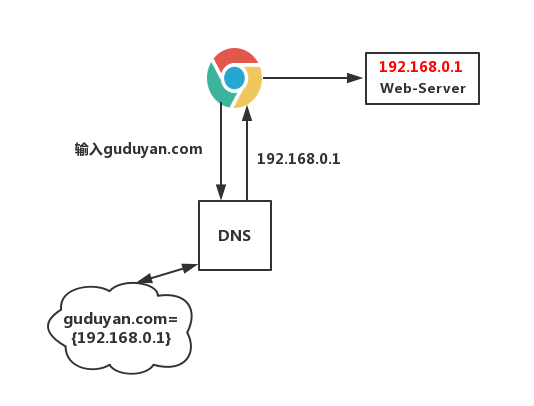 192.168.0.1
Web-Server
输入guduyan.com
192.168.0.1
DNS
guduyan.com=
{192.168.0.1}